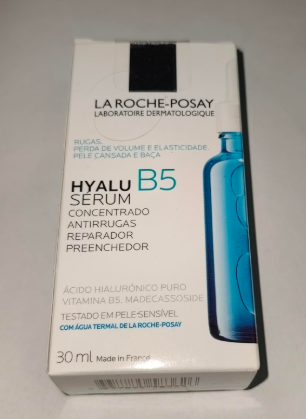 LA ROCHE-POSAY
LABORATOIRE DERMATOLOGIQUE
RUGAS,
PERDA DE VOLUME E ELASTICIDADE
PELE CANSADA E BAÇA
HYALU B5
SERUM
CONCENTRADO
ANTIRRUGAS
REPARADOR
PREENCHEDOR
ÁCIDO HIALURÓNICO PURO
VITAMINA B5. MADECASSOSIDE
TESTADO EM PELE SENSÍVEL
COM ÁGUA TERMAL DE LA ROCHE-POSAY
30 ml Made in France